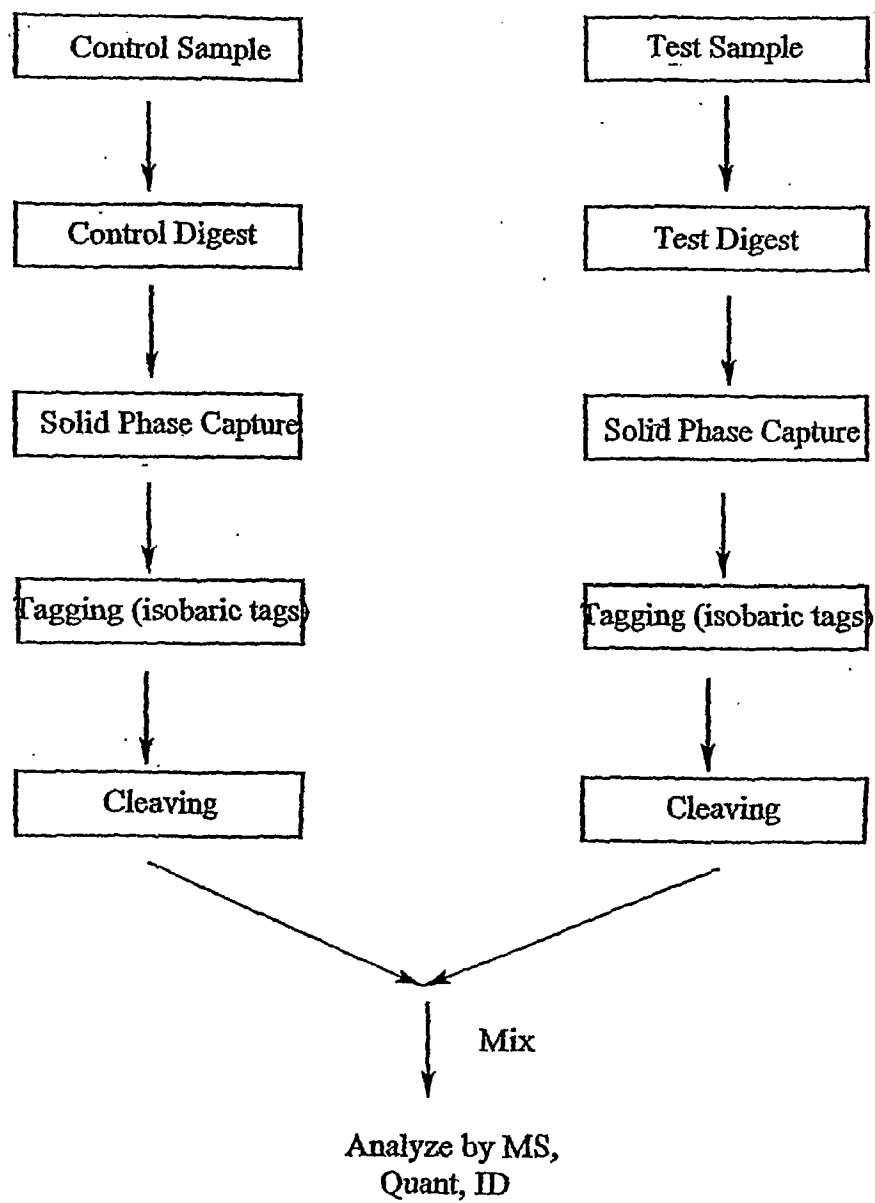 Control Sample
Test Sample
Control Digest
Test Digest
Solid Phase Capture
Solid Phase Capture
Tagging (isobaric tags)
Tagging (isobaric tags)
Cleaving
Cleaving
Mix
Analyze by MS,
Quant, ID